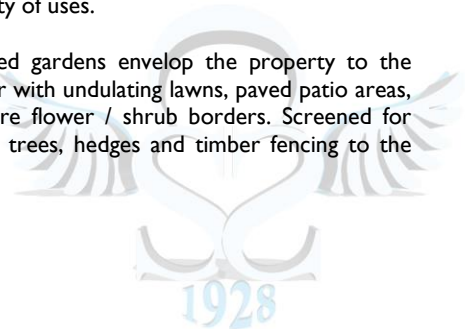 ty of uses.
ed gardens envelop the property to the
r with undulating lawns, paved patio areas,
re flower / shrub borders. Screened for
trees, hedges and timber fencing to the
1928